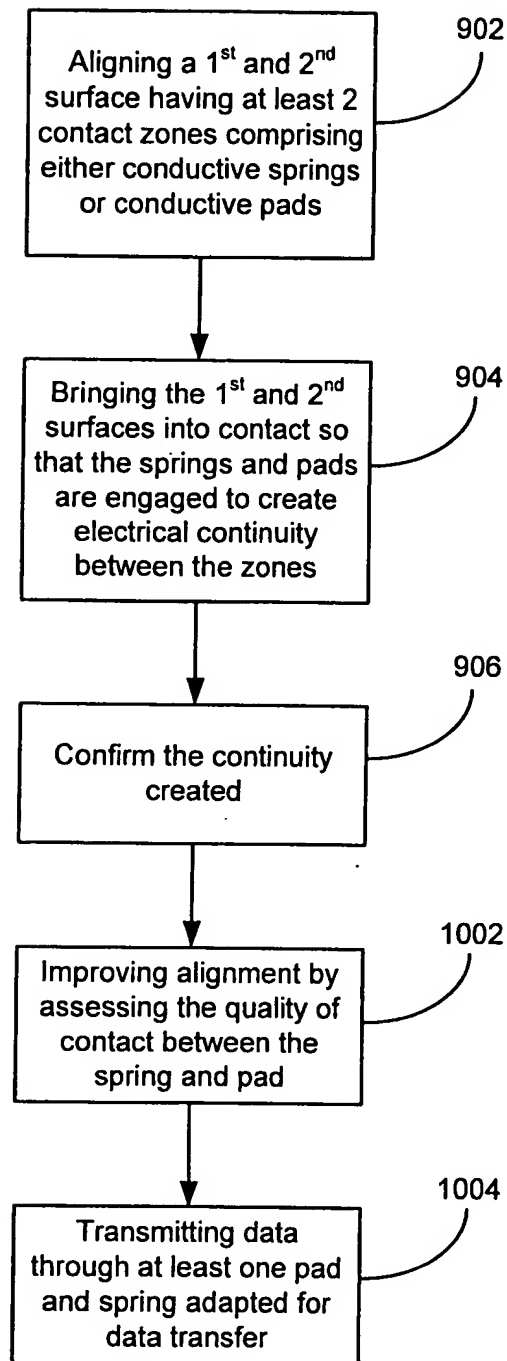 902
Aligning a 1st and 2nd
surface having at least 2
contact zones comprising
either conductive springs
or conductive pads
904
Bringing the 1st and 2nd
surfaces into contact so
that the springs and pads
are engaged to create
electrical continuity
between the zones
906
Confirm the continuity
created
1002
Improving alignment by
assessing the quality of
contact between the
spring and pad
1004
Transmitting data
through at least one pad
and spring adapted for
data transfer